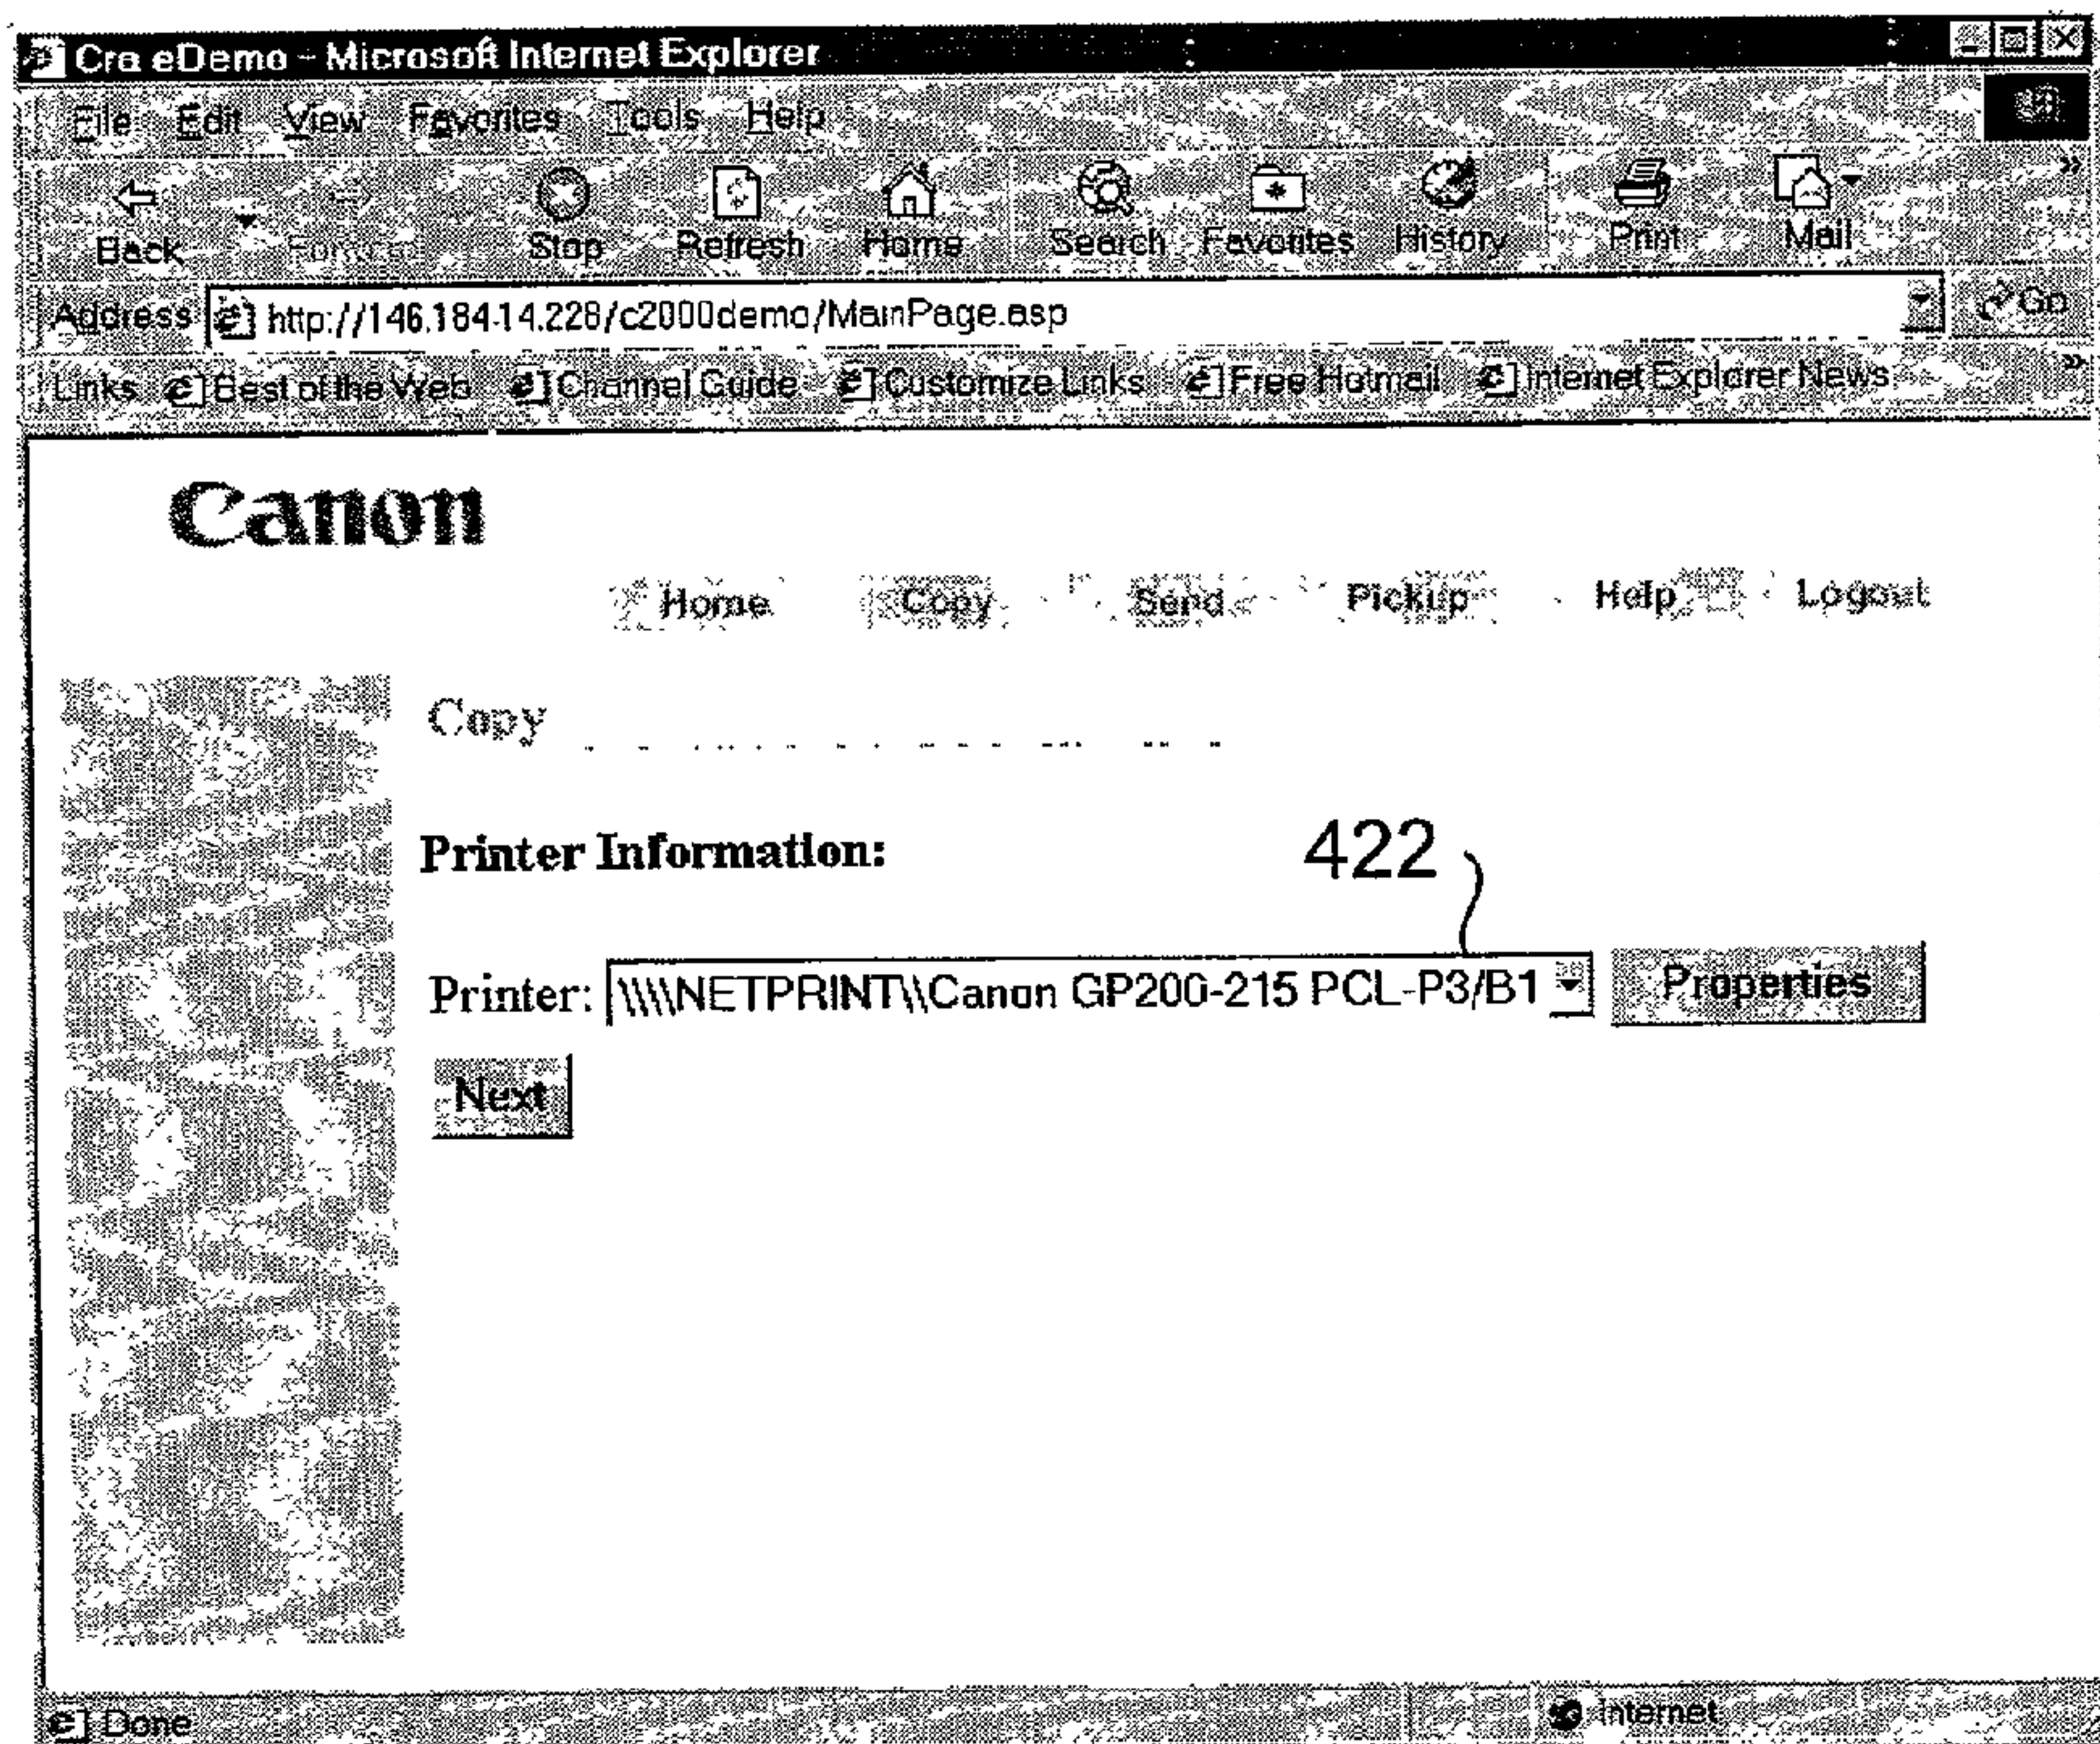 Cra eDemo - Microsoft Internet Explorer
File Edit View Favorites Tools Help
Back Stop Refresh Home Search Favorites History Print Mail
Address http://146.184.14.228/c2000demo/MainPage.asp Go
Links Best of the Web Channel Guide Customize Links Free Hotmail Internet Explorer News
Canon
Home Copy Send Pickup Help Logout
Copy
Printer Information:
422
Printer: \\\\NETPRINT\\Canon GP200-215 PCL-P3/B1 Properties
Next
Done Internet